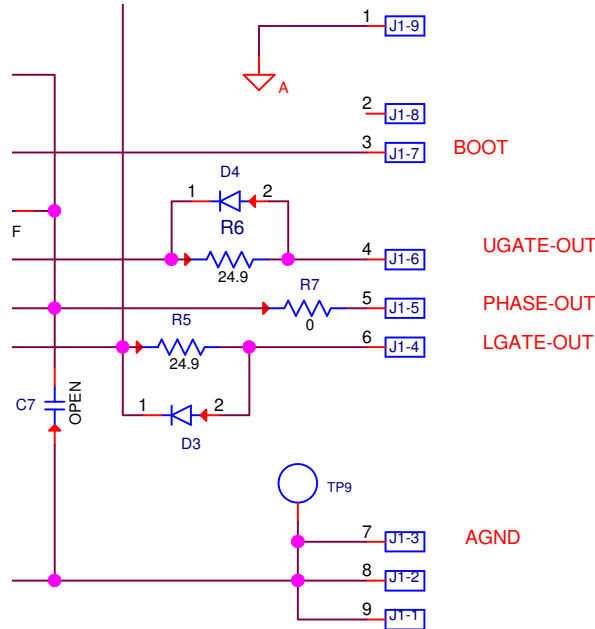 1 J1-9
A
2 J1-8
3 J1-7 BOOT
D4
1 2
R6
F
24.9
4 J1-6 UGATE-OUT
R7
0
5 J1-5 PHASE-OUT
R5
24.9
6 J1-4 LGATE-OUT
C7 OPEN
1 2
D3
TP9
7 J1-3 AGND
8 J1-2
9 J1-1